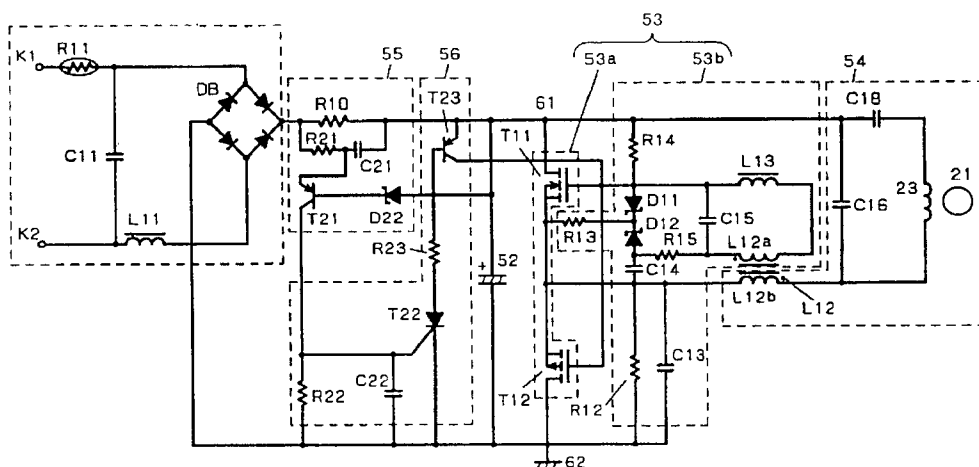 53
55
56
53a
53b
54
K1
R11
DB
T23
61
C18
R10
T11
R14
C11
R21
C21
L13
21
D11
23
T21
D22
D12
C15
C16
K2
L11
R13
R15
L12a
R23
52
+
C14
L12b
L12
T22
C13
C22
R22
T12
R12
62